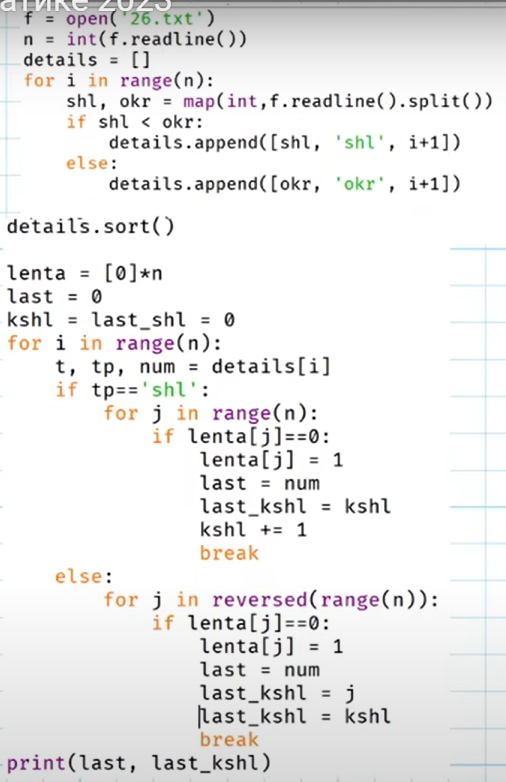 атике 2023
f = open('26.txt')
n = int(f.readline())
details = []
for i in range(n):
    shl, okr = map(int,f.readline().split())
    if shl < okr:
        details.append([shl, 'shl', i+1])
    else:
        details.append([okr, 'okr', i+1])

details.sort()

lenta = [0]*n
last = 0
kshl = last_shl = 0
for i in range(n):
    t, tp, num = details[i]
    if tp=='shl':
        for j in range(n):
            if lenta[j]==0:
                lenta[j] = 1
                last = num
                last_kshl = kshl
                kshl += 1
                break
    else:
        for j in reversed(range(n)):
            if lenta[j]==0:
                lenta[j] = 1
                last = num
                last_kshl = j
                last_kshl = kshl
                break
print(last, last_kshl)